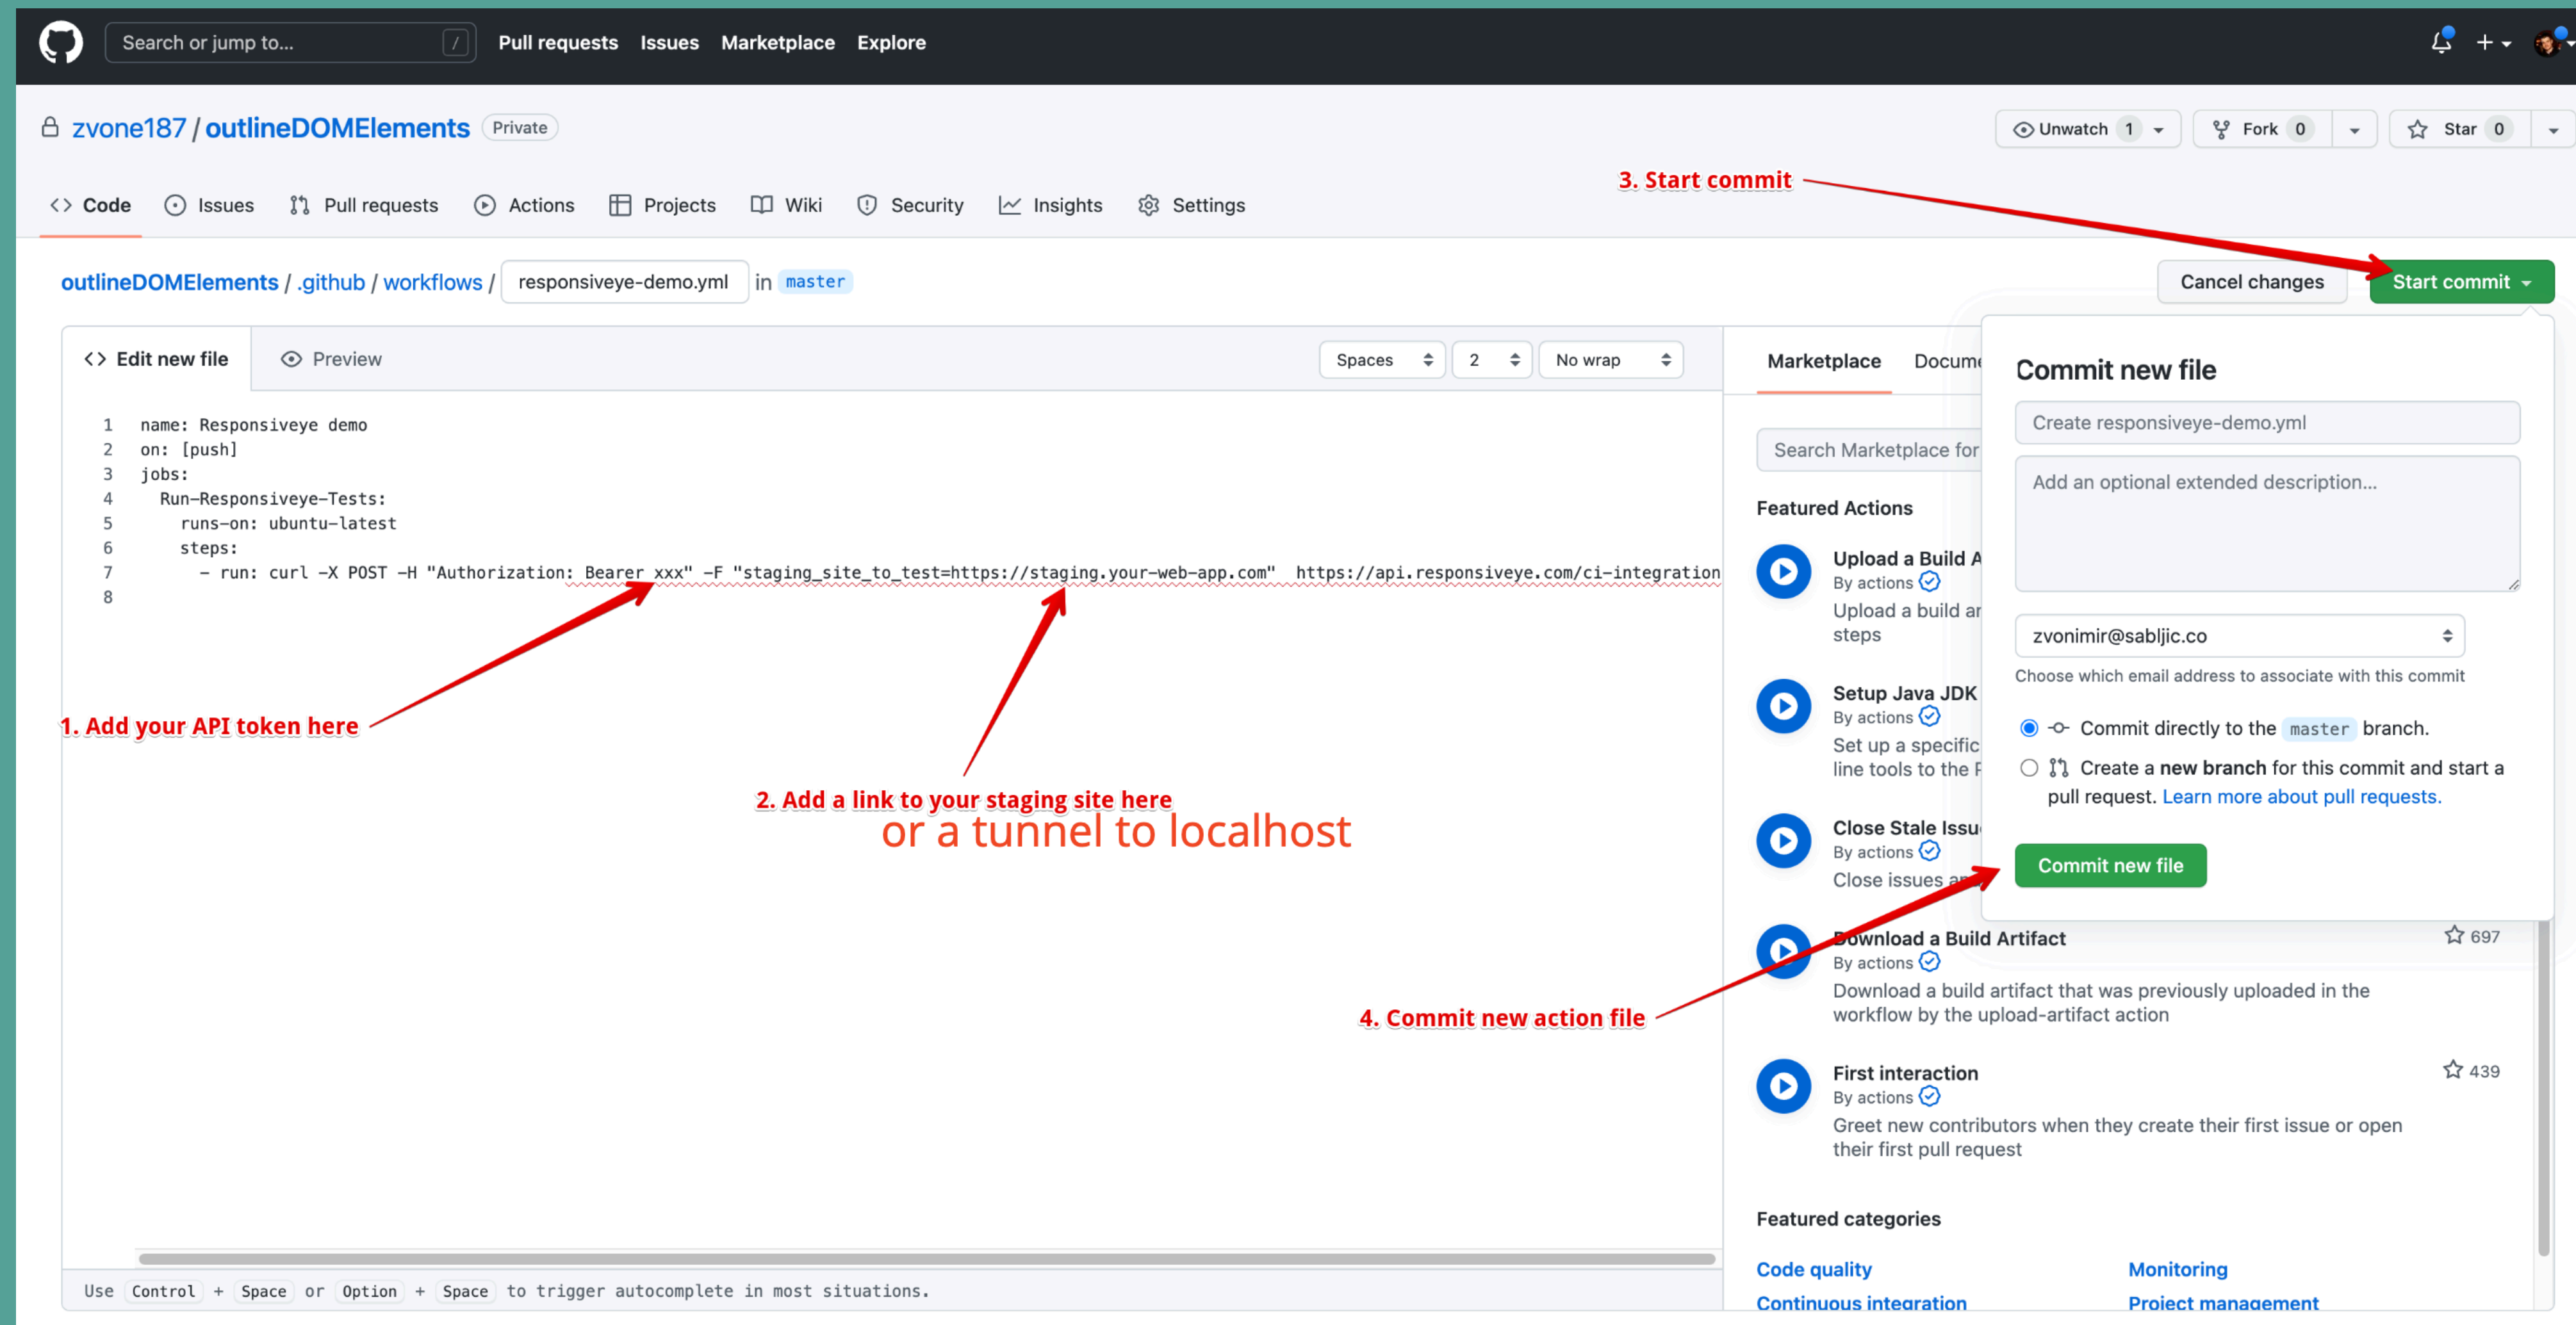 Search or jump to... /
Pull requests Issues Marketplace Explore
zvone187 / outlineDOMElements Private
Unwatch 1 Fork 0 Star 0
3. Start commit
Code Issues Pull requests Actions Projects Wiki Security Insights Settings
outlineDOMElements / .github / workflows / responsiveye-demo.yml in master
Cancel changes Start commit
Edit new file Preview
Spaces 2 No wrap
1 name: Responsiveye demo
2 on: [push]
3 jobs:
4 Run-Responsiveye-Tests:
5 runs-on: ubuntu-latest
6 steps:
7 - run: curl -X POST -H "Authorization: Bearer xxx" -F "staging_site_to_test=https://staging.your-web-app.com"  https://api.responsiveye.com/ci-integration
8
1. Add your API token here
2. Add a link to your staging site here
or a tunnel to localhost
4. Commit new action file
Use Control + Space or Option + Space to trigger autocomplete in most situations.
Marketplace Docume
Search Marketplace for
Featured Actions
Upload a Build A
By actions
Upload a build ar
steps
Setup Java JDK
By actions
Set up a specific
line tools to the
Close Stale Issu
By actions
Close issues
Download a Build Artifact 697
By actions
Download a build artifact that was previously uploaded in the
workflow by the upload-artifact action
First interaction 439
By actions
Greet new contributors when they create their first issue or open
their first pull request
Featured categories
Code quality Monitoring
Continuous integration Project management
Commit new file
Create responsiveye-demo.yml
Add an optional extended description...
zvonimir@sabljic.co
Choose which email address to associate with this commit
Commit directly to the master branch.
Create a new branch for this commit and start a
pull request. Learn more about pull requests.
Commit new file